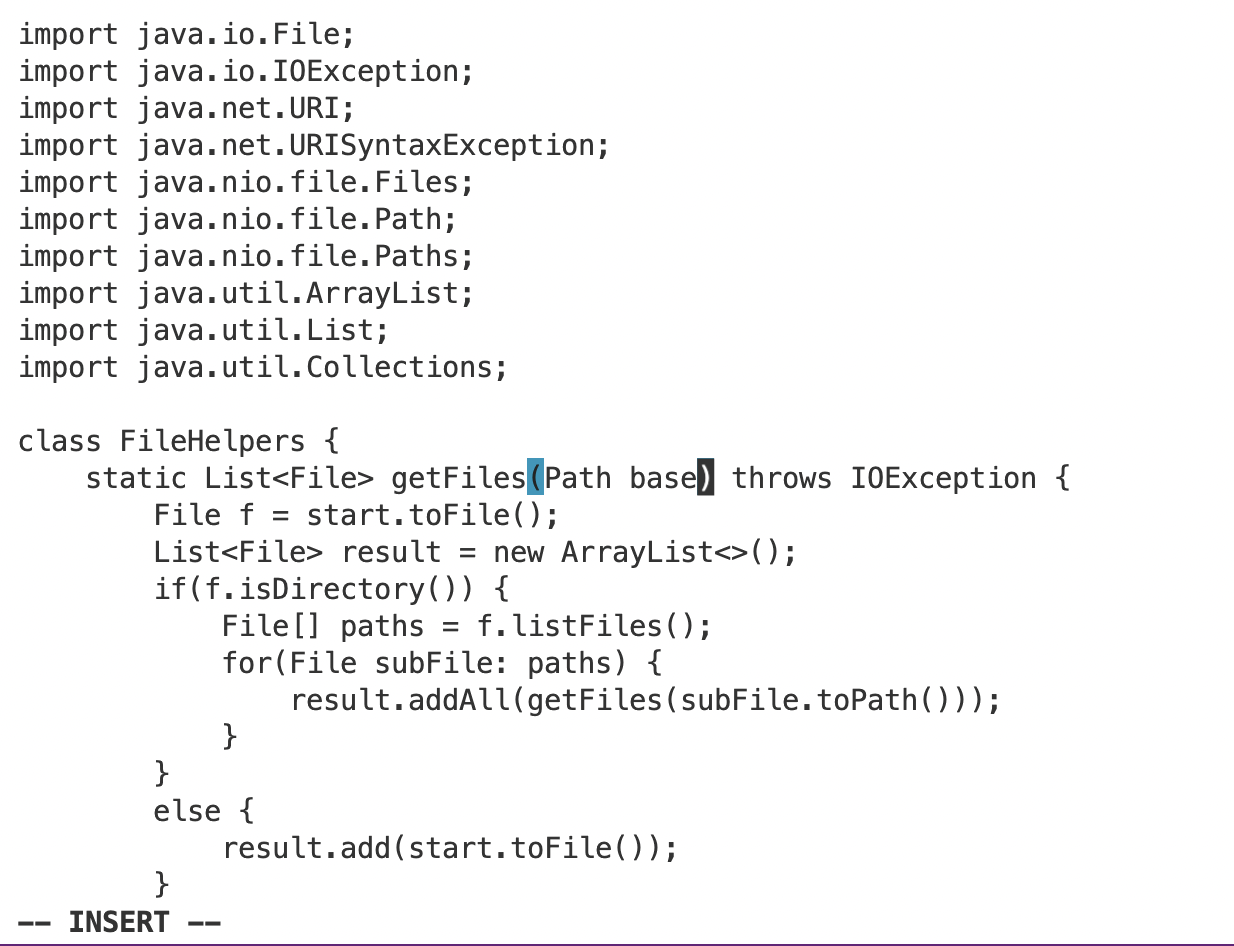 import java.io.File;
import java.io.IOException;
import java.net.URI;
import java.net.URISyntaxException;
import java.nio.file.Files;
import java.nio.file.Path;
import java.nio.file.Paths;
import java.util.ArrayList;
import java.util.List;
import java.util.Collections;

class FileHelpers {
    static List<File> getFiles(Path base) throws IOException {
        File f = start.toFile();
        List<File> result = new ArrayList<>();
        if(f.isDirectory()) {
            File[] paths = f.listFiles();
            for(File subFile: paths) {
                result.addAll(getFiles(subFile.toPath()));
            }
        }
        else {
            result.add(start.toFile());
        }
-- INSERT --